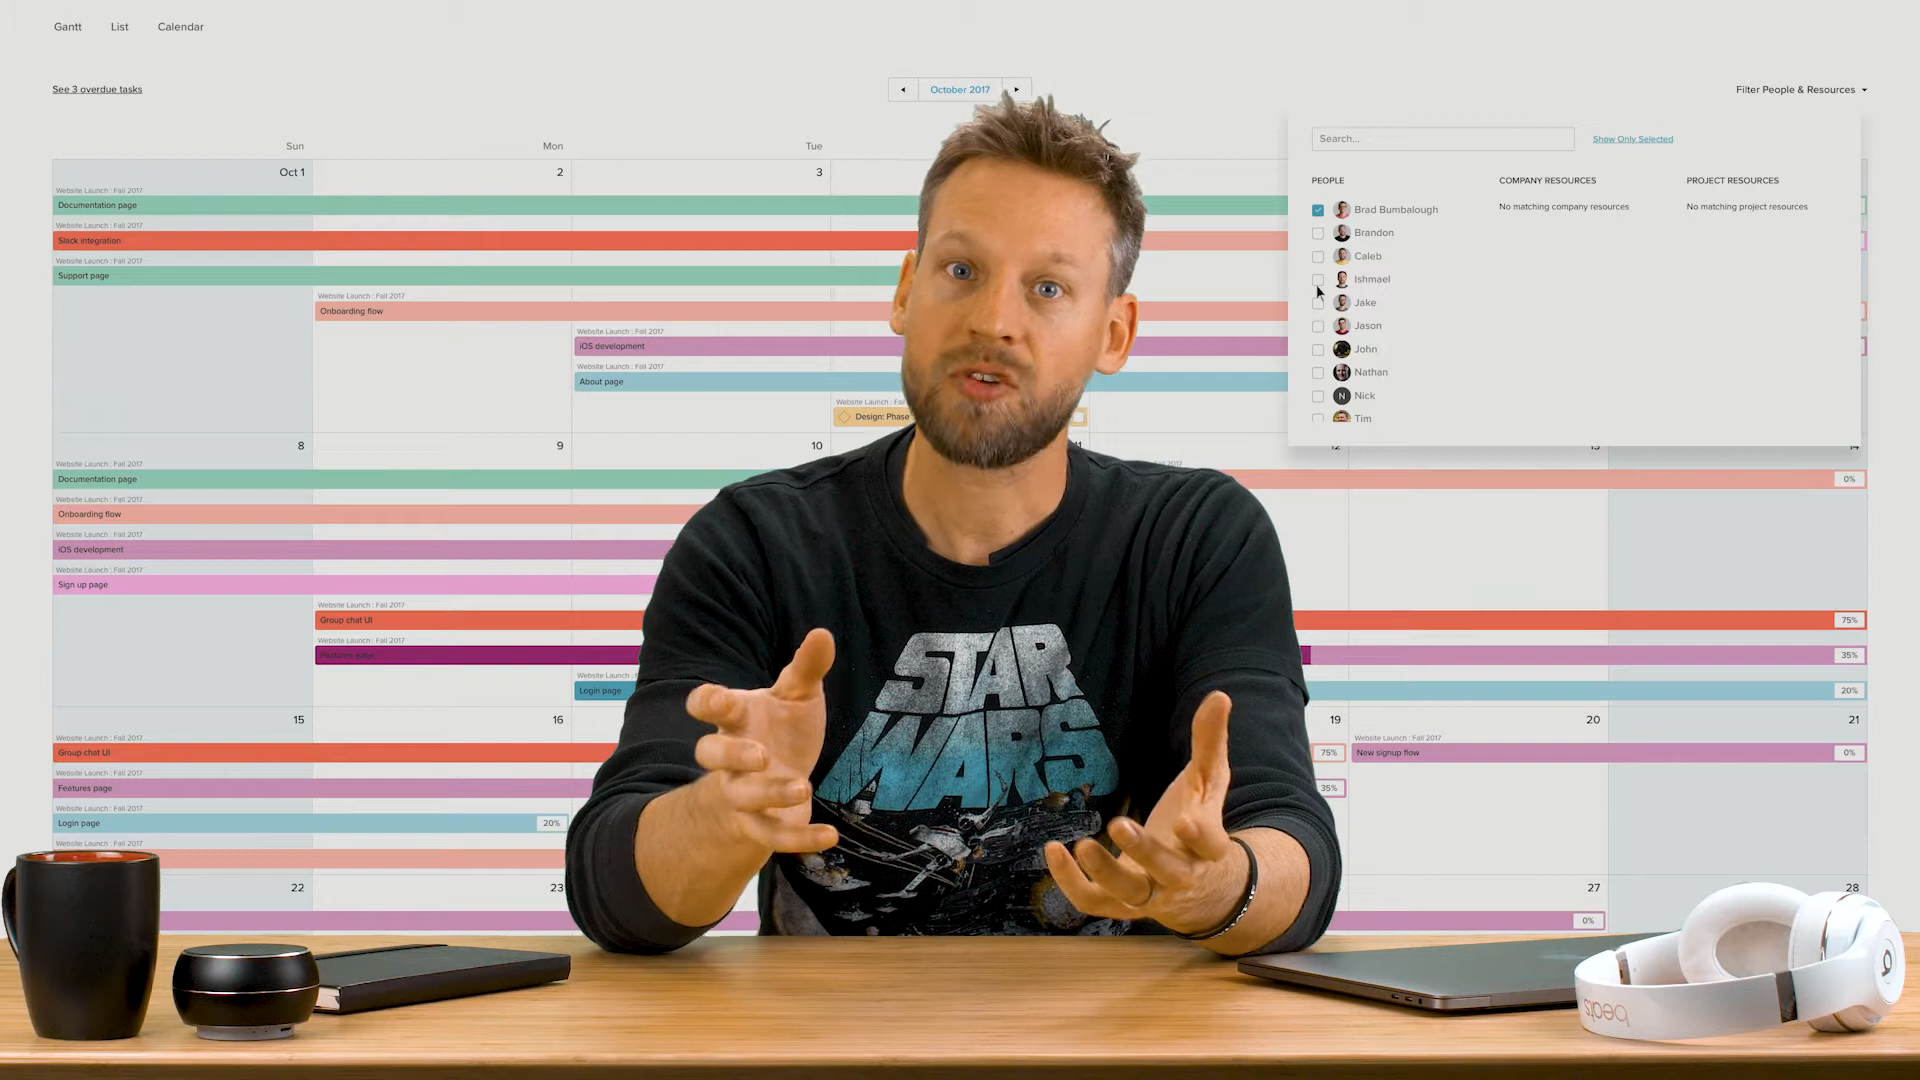 Gantt
List
Calendar
See 3 overdue tasks
◂ October 2017 ▸
Filter People & Resources
Search...
Show Only Selected
PEOPLE
COMPANY RESOURCES
PROJECT RESOURCES
Brad Bumbalough
No matching company resources
No matching project resources
Brandon
Caleb
Ishmael
Jake
Jason
John
Nathan
N Nick
Tim
Sun
Mon
Tue
Oct 1
2
3
Website Launch : Fall 2017
Documentation page
Website Launch : Fall 2017
Slack integration
Website Launch : Fall 2017
Support page
Website Launch : Fall 2017
Onboarding flow
Website Launch : Fall 2017
iOS development
Website Launch : Fall 2017
About page
Website Launch : Fall
Design: Phase
8
9
10
14
Website Launch : Fall 2017
Documentation page
0%
Website Launch : Fall 2017
Onboarding flow
Website Launch : Fall 2017
iOS development
Website Launch : Fall 2017
Sign up page
Website Launch : Fall 2017
Group chat UI
75%
Website Launch : Fall 2017
Features page
35%
Website Launch : Fall
Login page
20%
15
16
19
20
21
Website Launch : Fall 2017
Group chat UI
75%
Website Launch : Fall 2017
New signup flow
0%
Website Launch : Fall 2017
Features page
35%
Website Launch : Fall 2017
Login page
20%
Website Launch : Fall 2017
22
23
27
28
0%
STAR
WARS
beats